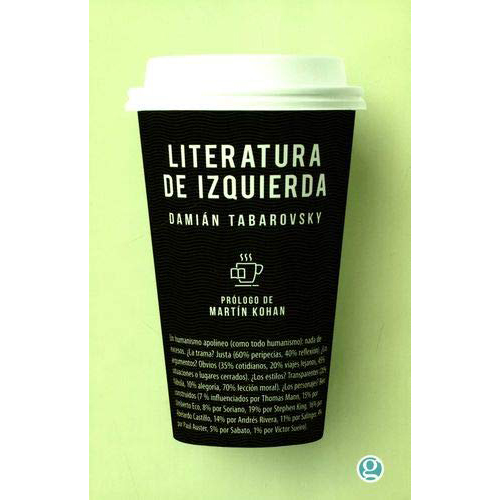 LITERATURA
DE IZQUIERDA
DAMIÁN TABAROVSKY
PRÓLOGO DE
MARTÍN KOHAN
Es humanismo apolíneo (como todo humanismo); nada de
excesos. ¿La trama? Justa (60% peripecias, 40% reflexión). ¿Los
argumentos? Obvios (35% cotidianos, 20% viajes lejanos, 45%
situaciones o lugares cerrados). ¿Los estilos? Transparentes (20%
fábula, 10% alegoría, 70% lección moral). ¿Los personajes? Bien
construidos (7 % influenciados por Thomas Mann, 15% por
Umberto Eco, 8% por Soriano, 19% por Stephen King, 16% por
Abelardo Castillo, 14% por Andrés Rivera, 11% por Salinger, 4%
por Paul Auster, 5% por Sabato, 1% por Víctor Sueiro)
g